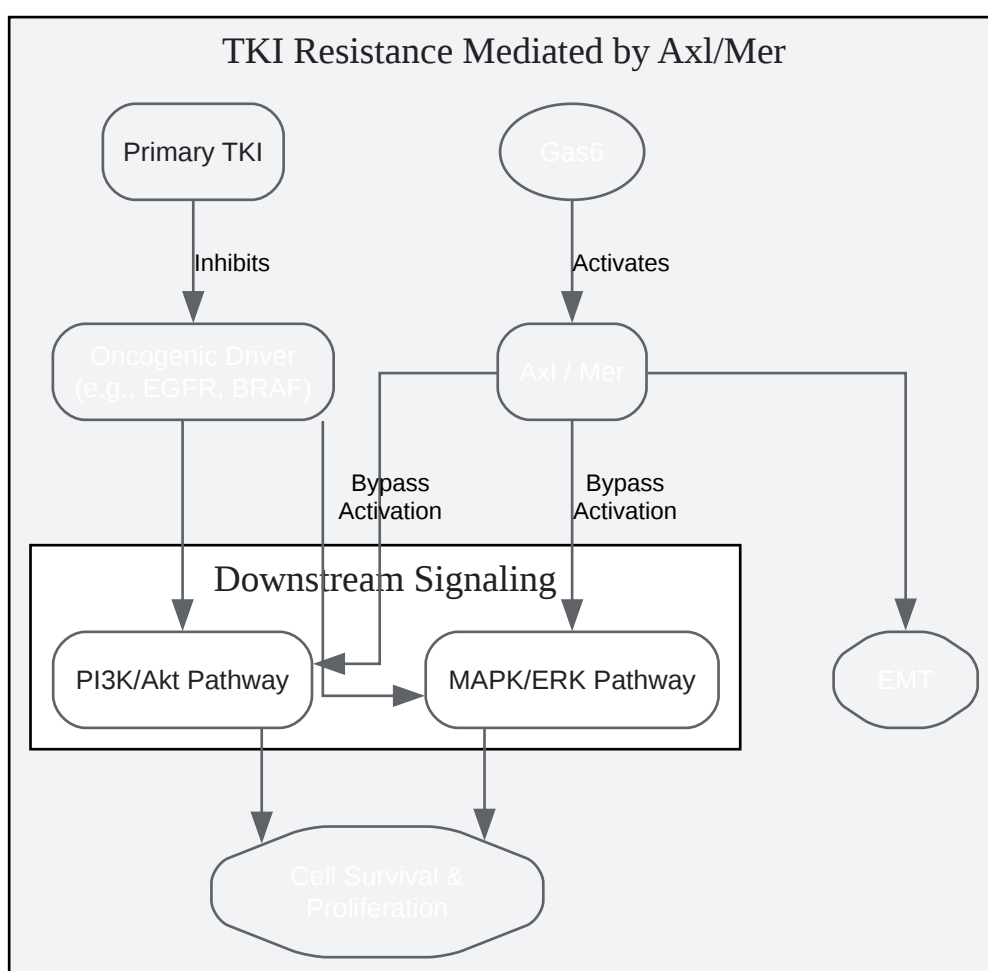 TKI Resistance Mediated by Axl/Mer
Primary TKI
Gas6
Inhibits
Activates
Oncogenic Driver
(e.g., EGFR, BRAF)
Axl / Mer
Bypass
Activation
Bypass
Activation
Downstream Signaling
PI3K/Akt Pathway
MAPK/ERK Pathway
EMT
Cell Survival &
Proliferation